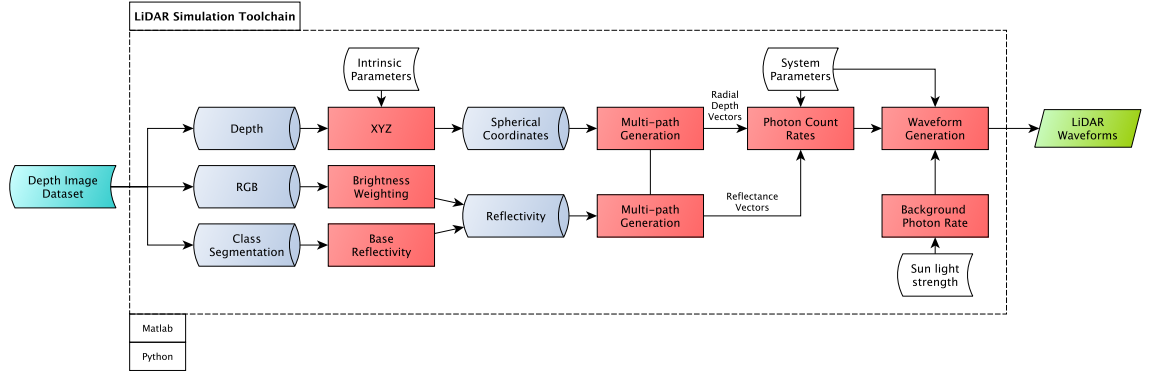 LiDAR Simulation Toolchain
Intrinsic
Parameters
System
Parameters
Depth
XYZ
Spherical
Coordinates
Multi-path
Generation
Radial
Depth
Vectors
Photon Count
Rates
Waveform
Generation
LiDAR
Waveforms
Depth Image
Dataset
RGB
Brightness
Weighting
Reflectivity
Multi-path
Generation
Reflectance
Vectors
Background
Photon Rate
Class
Segmentation
Base
Reflectivity
Sun light
strength
Matlab
Python